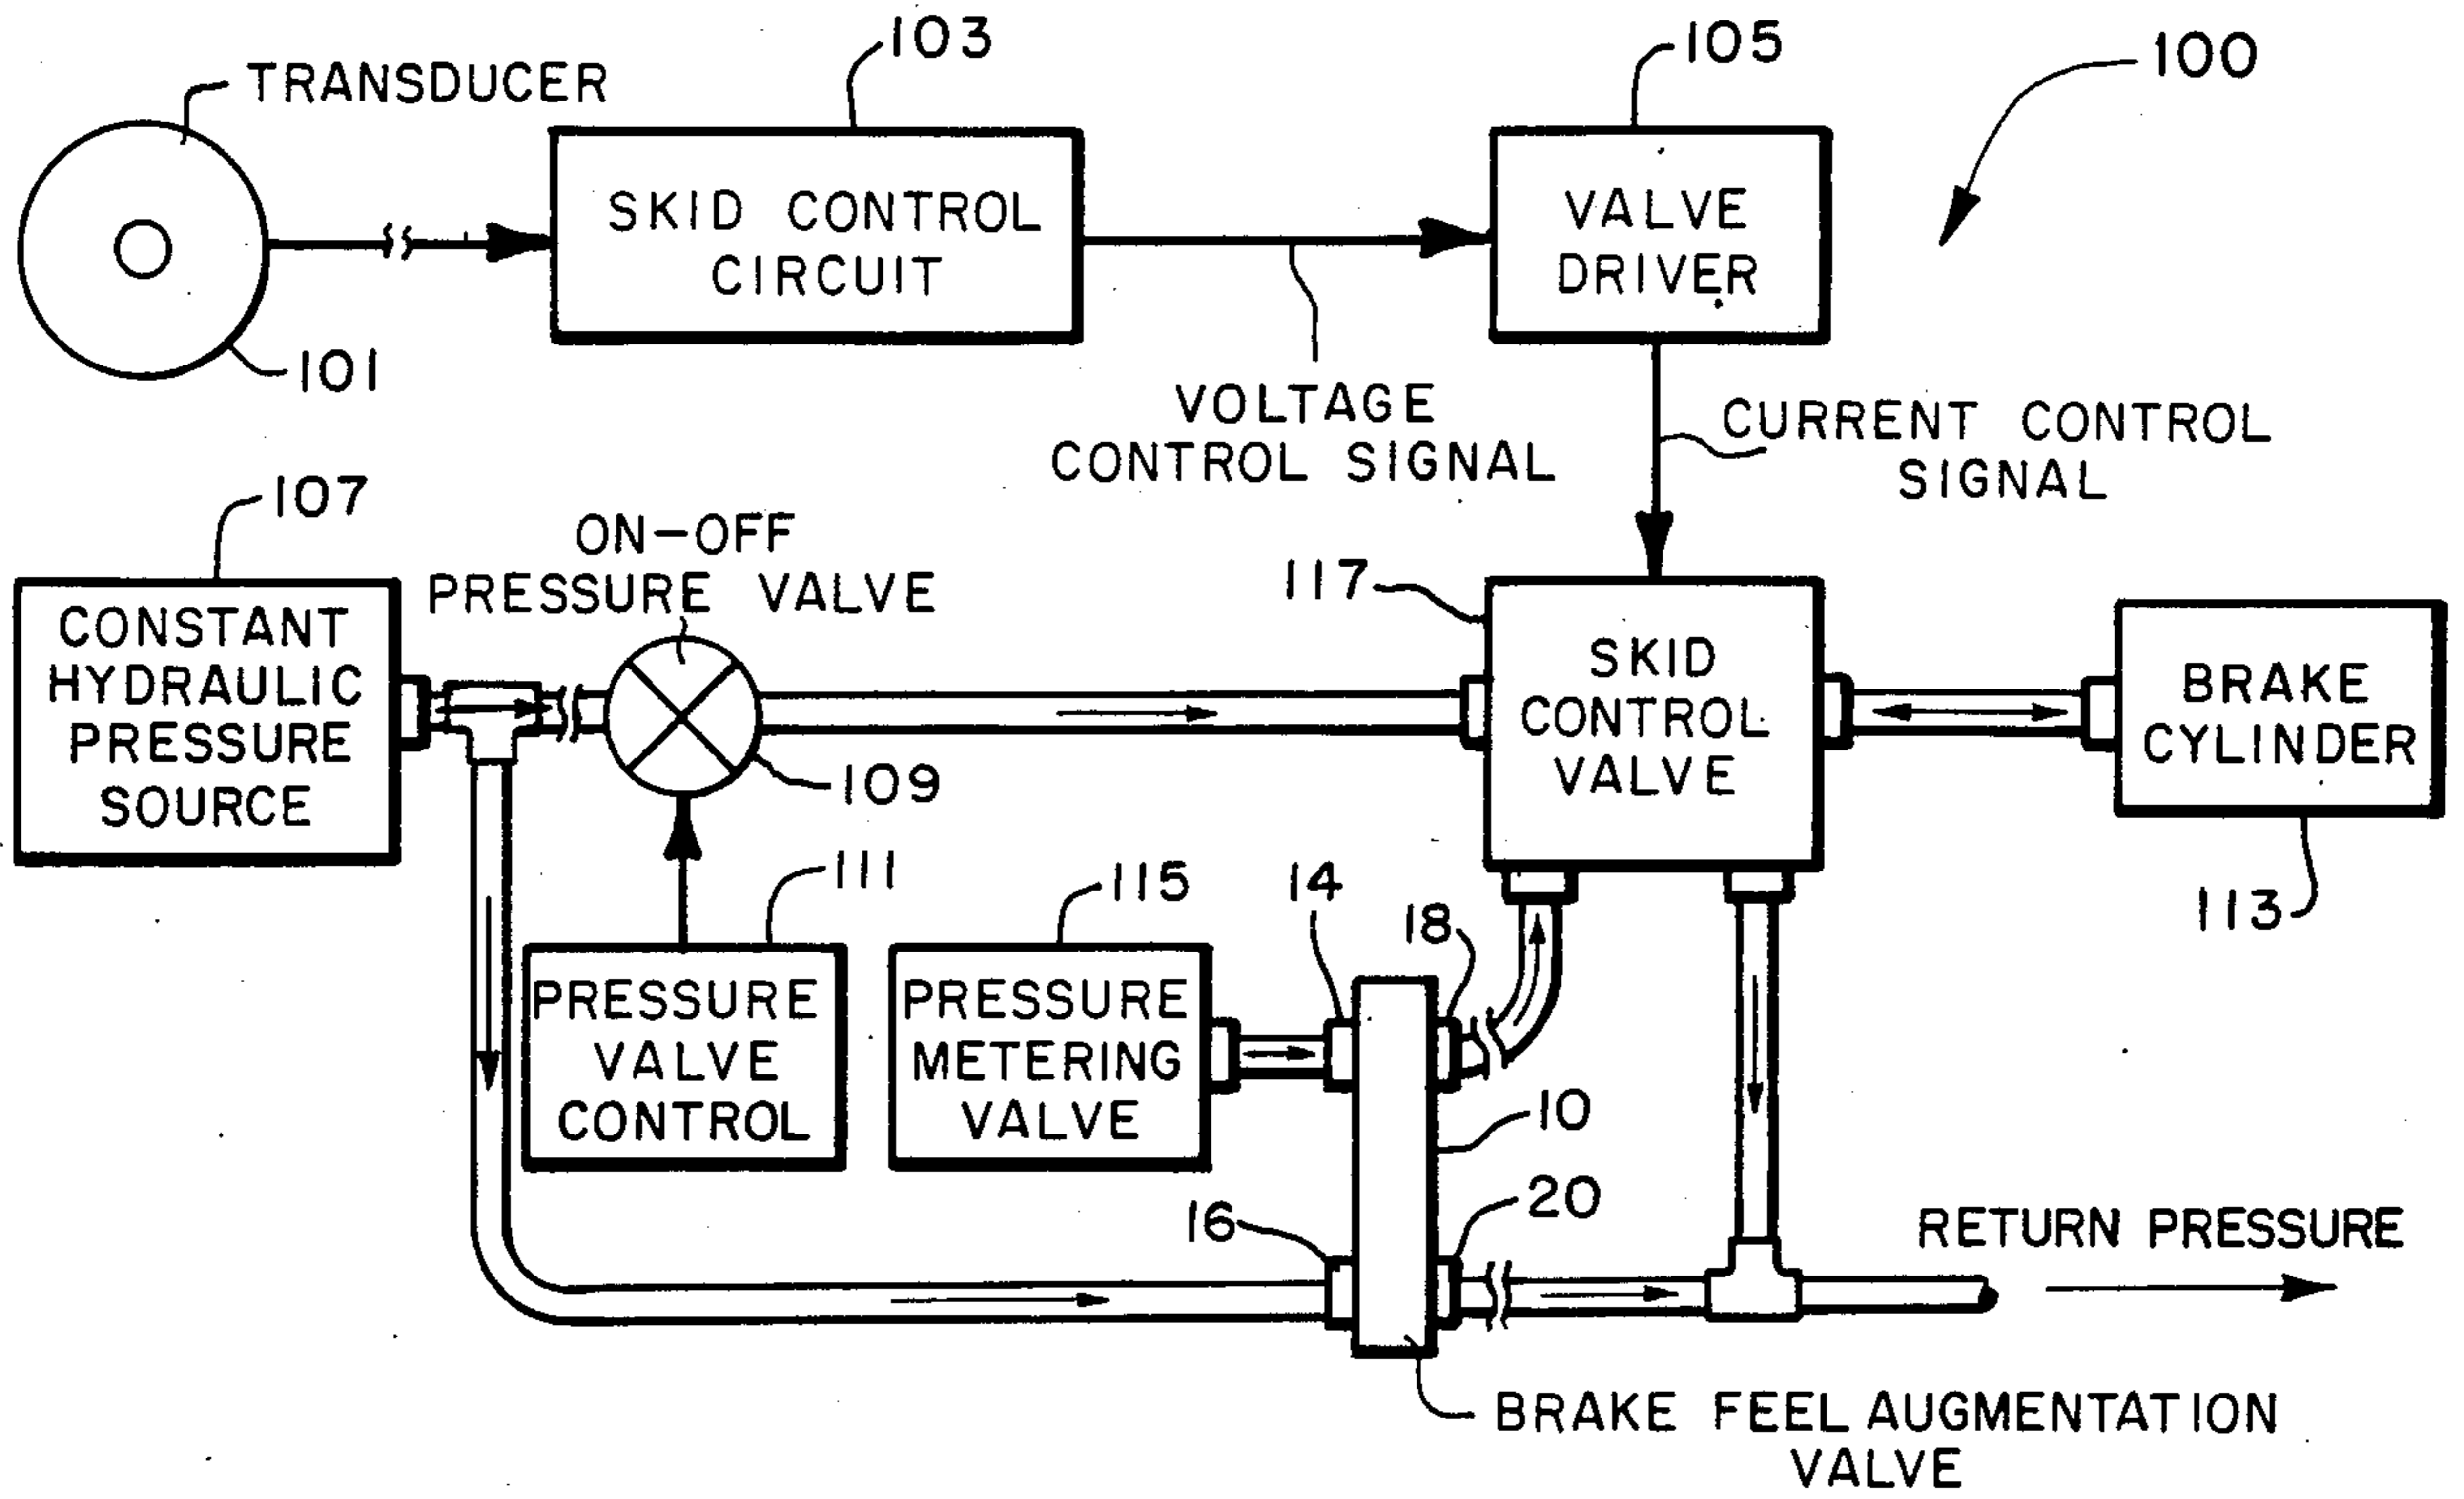 103
105
100
TRANSDUCER
SKID CONTROL
CIRCUIT
VALVE
DRIVER
101
VOLTAGE
CONTROL SIGNAL
CURRENT CONTROL
SIGNAL
107
ON-OFF
PRESSURE VALVE
117
CONSTANT
HYDRAULIC
PRESSURE
SOURCE
SKID
CONTROL
VALVE
BRAKE
CYLINDER
109
111
115
14
18
113
PRESSURE
VALVE
CONTROL
PRESSURE
METERING
VALVE
10
16
20
RETURN PRESSURE
BRAKE FEEL AUGMENTATION
VALVE